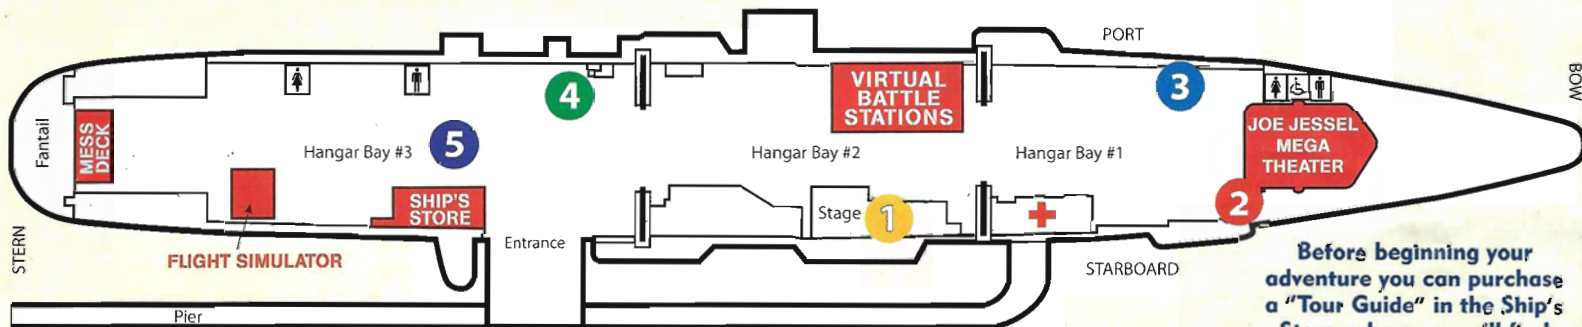 PORT
BOW
VIRTUAL
BATTLE
STATIONS
3
4
JOE JESSEL
MEGA
THEATER
Fantail
MESS
DECK
Hangar Bay #3
5
Hangar Bay #2
Hangar Bay #1
SHIP'S
STORE
Stage
1
2
Entrance
STERN
FLIGHT SIMULATOR
STARBOARD
Pier
Before beginning your
adventure you can purchase
a "Tour Guide" in the Ship's